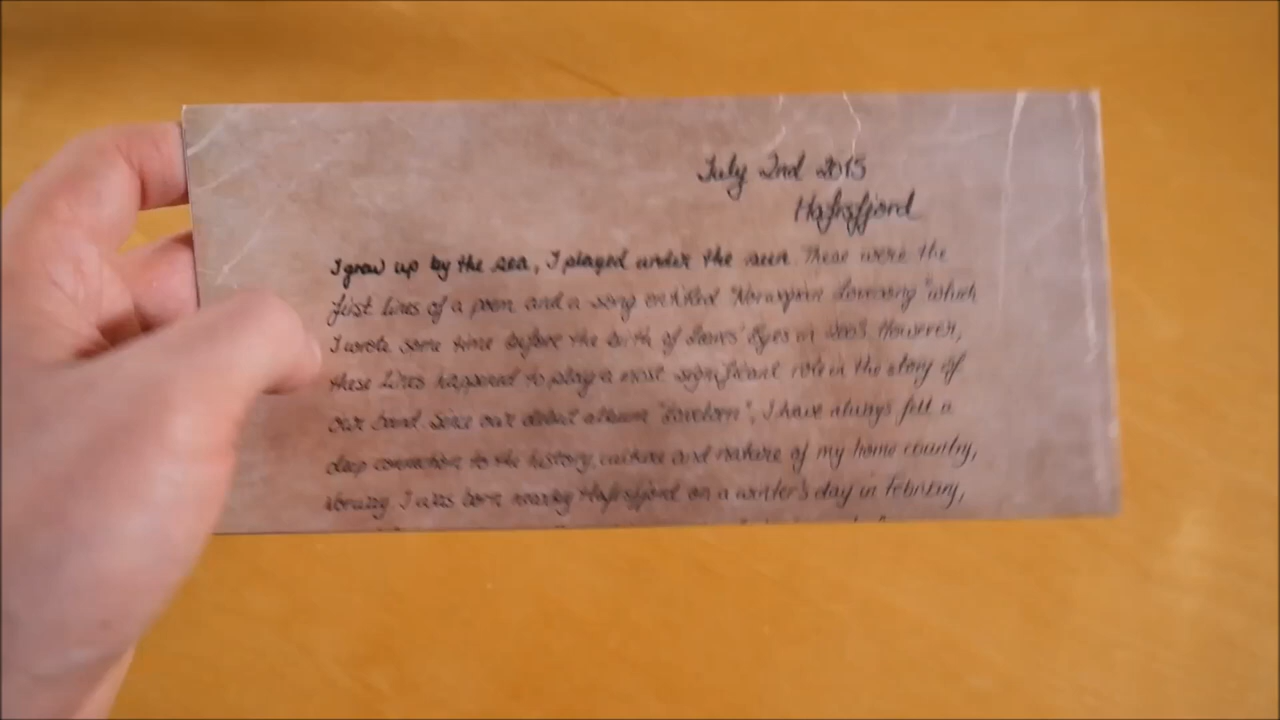 July 2nd 2015
Hafrsfjord
I grew up by the sea, I played under the sun. These were the
first lines of a poem and a song entitled "Norwegian Lovesong" which
I wrote some time before the birth of Leaves' Eyes in 2003. However,
these lines happened to play a most significant role in the story of
our band. Since our debut album "Lovelorn", I have always felt a
deep connection to the history, culture and nature of my home country,
Norway. I was born nearby Hafrsfjord on a winter's day in February,